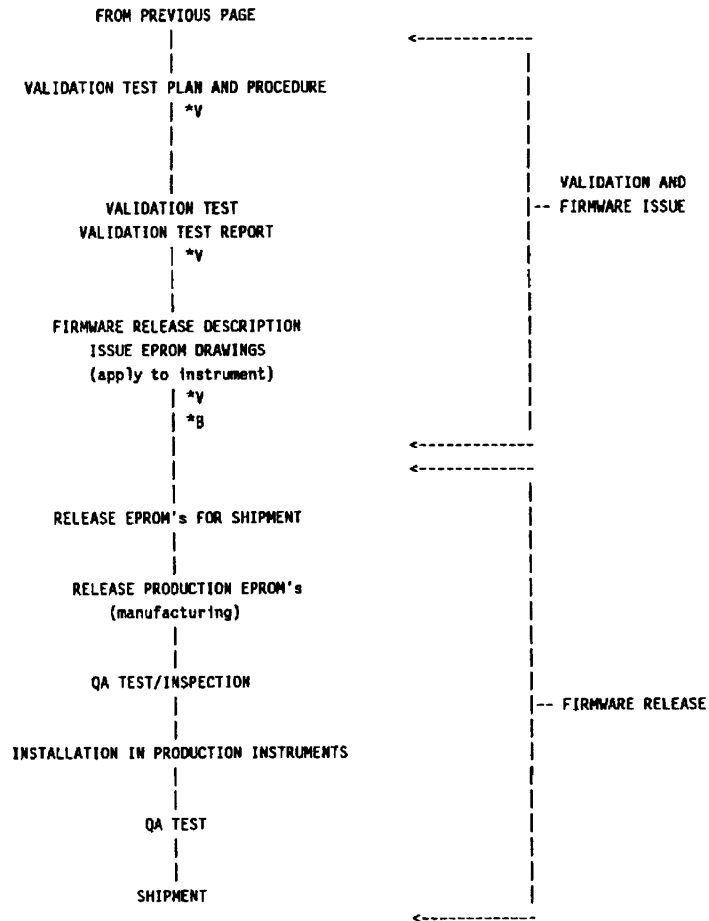 FROM PREVIOUS PAGE
VALIDATION TEST PLAN AND PROCEDURE
*V
VALIDATION AND
-- FIRMWARE ISSUE
VALIDATION TEST
VALIDATION TEST REPORT
*V
FIRMWARE RELEASE DESCRIPTION
ISSUE EPROM DRAWINGS
(apply to instrument)
*V
*B
RELEASE EPROM's FOR SHIPMENT
RELEASE PRODUCTION EPROM's
(manufacturing)
QA TEST/INSPECTION
-- FIRMWARE RELEASE
INSTALLATION IN PRODUCTION INSTRUMENTS
QA TEST
SHIPMENT